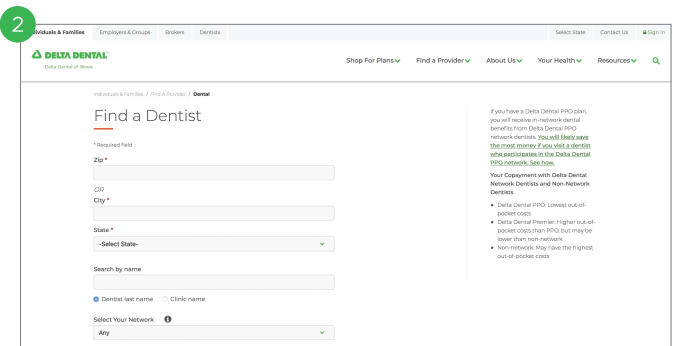 2
Individuals & Families Employers & Groups Brokers Dentists Select State Contact Us Sign In
DELTA DENTAL®
Delta Dental of Illinois
Shop For Plans Find a Provider About Us Your Health Resources
Individuals & Families / Find A Provider / Dental
Find a Dentist
* Required Field
Zip *
OR
City *
State *
-Select State-
Search by name
Dentist last name Clinic name
Select Your Network
Any
If you have a Delta Dental PPO plan,
you will receive in-network dental
benefits from Delta Dental PPO
network dentists. You will likely save
the most money if you visit a dentist
who participates in the Delta Dental
PPO network. See how.
Your Copayment with Delta Dental
Network Dentists and Non-Network
Dentists
• Delta Dental PPO: Lowest out-of-
pocket costs
• Delta Dental Premier: Higher out-of-
pocket costs than PPO, but may be
lower than non-network
• Non-network: May have the highest
out-of-pocket costs